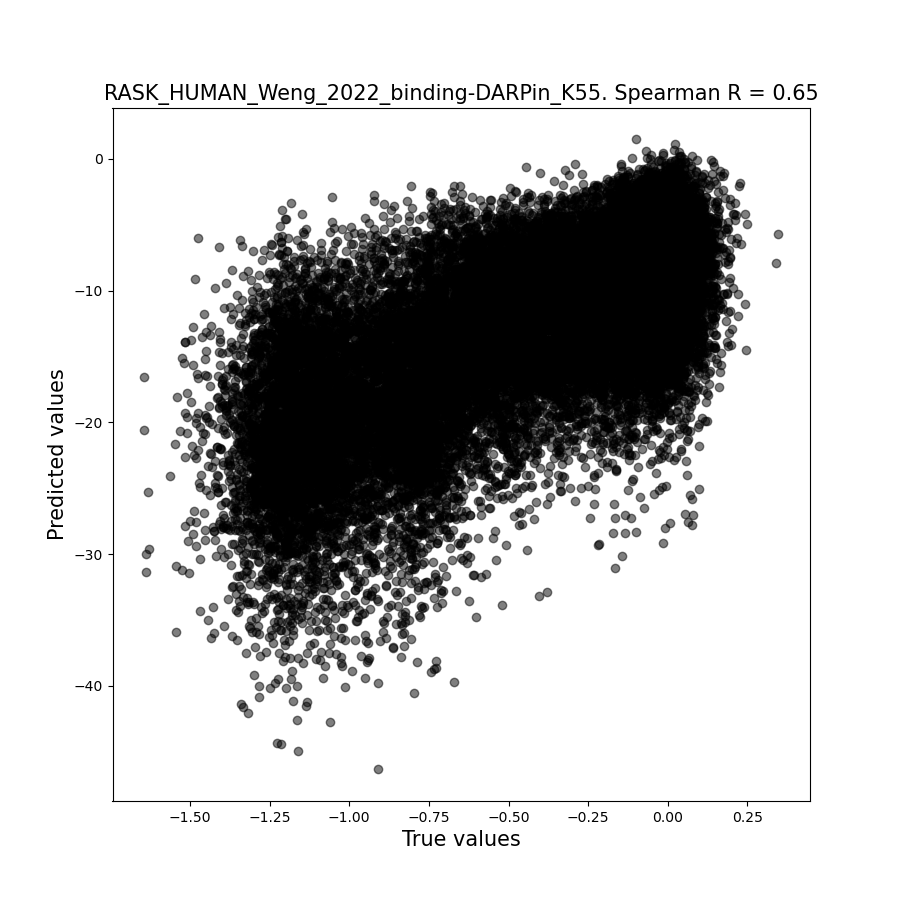 RASK_HUMAN_Weng_2022_binding-DARPin_K55. Spearman R = 0.65
Predicted values
0
−10
−20
−30
−40
−1.50 −1.25 −1.00 −0.75 −0.50 −0.25 0.00 0.25
True values